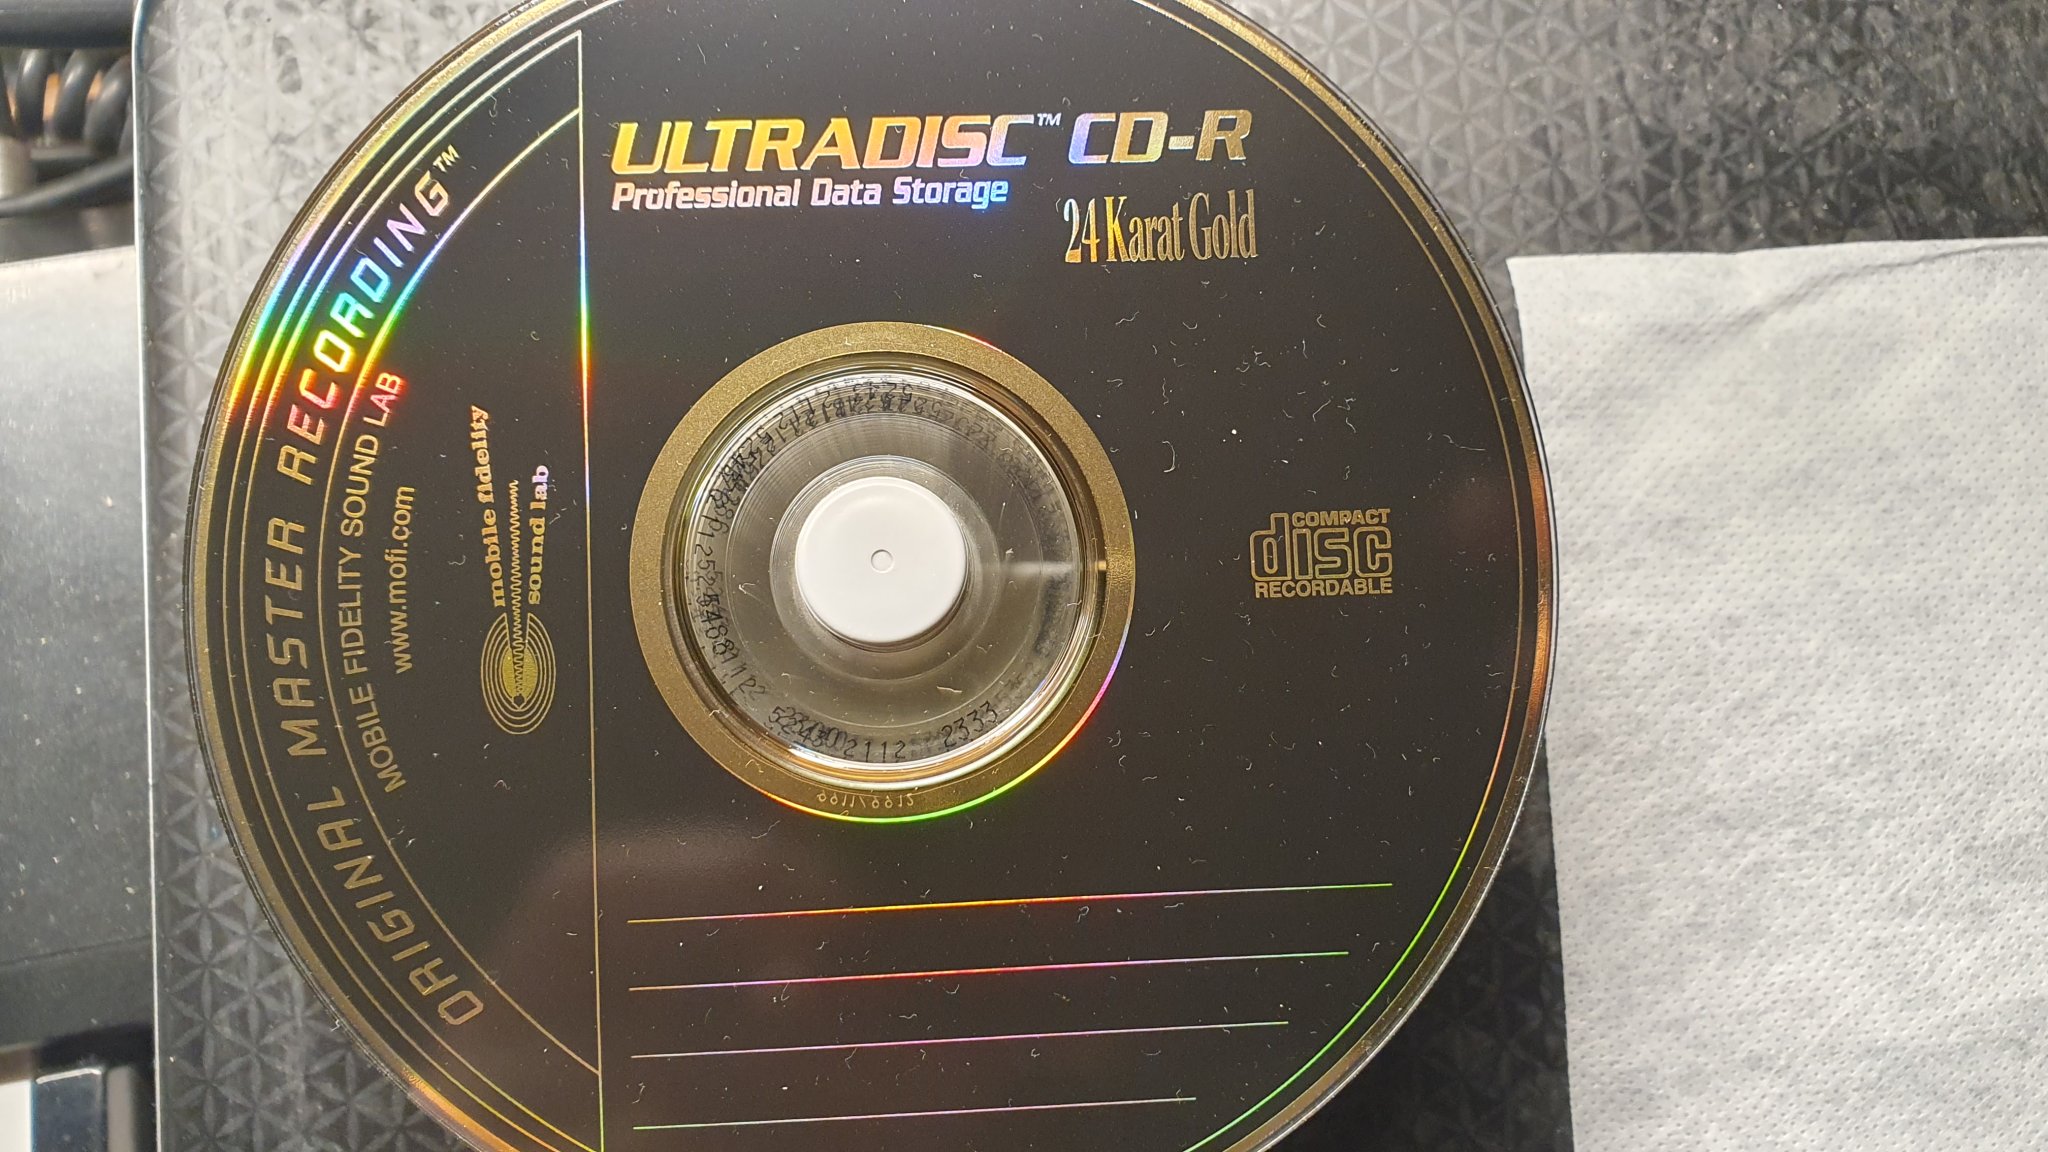 ULTRADISC™ CD-R
Professional Data Storage
24 Karat Gold
ORIGINAL MASTER RECORDING™
MOBILE FIDELITY SOUND LAB
www.mofi.com
mobile fidelity
sound lab
COMPACT
disc
RECORDABLE
2112
2333